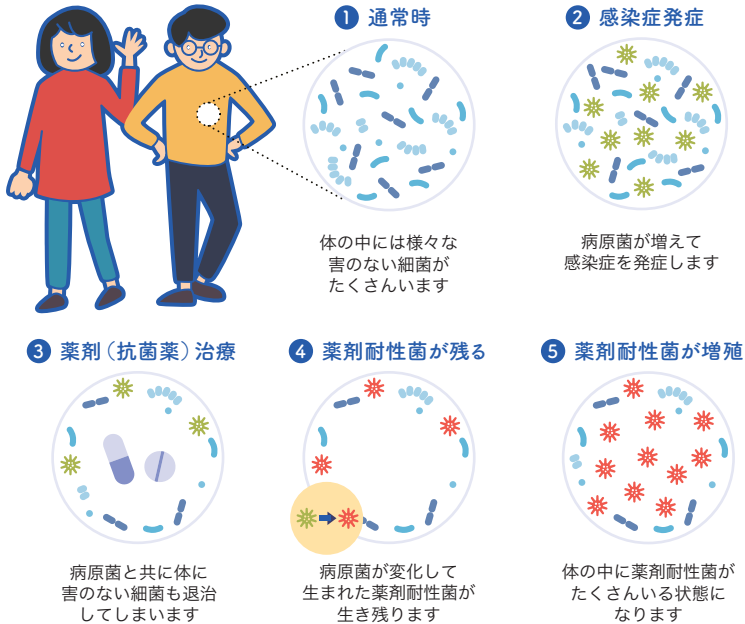 1 通常時
体の中には様々な
害のない細菌が
たくさんいます
2 感染症発症
病原菌が増えて
感染症を発症します
3 薬剤（抗菌薬）治療
病原菌と共に体に
害のない細菌も退治
してしまいます
4 薬剤耐性菌が残る
病原菌が変化して
生まれた薬剤耐性菌が
生き残ります
5 薬剤耐性菌が増殖
体の中に薬剤耐性菌が
たくさんいる状態に
なります